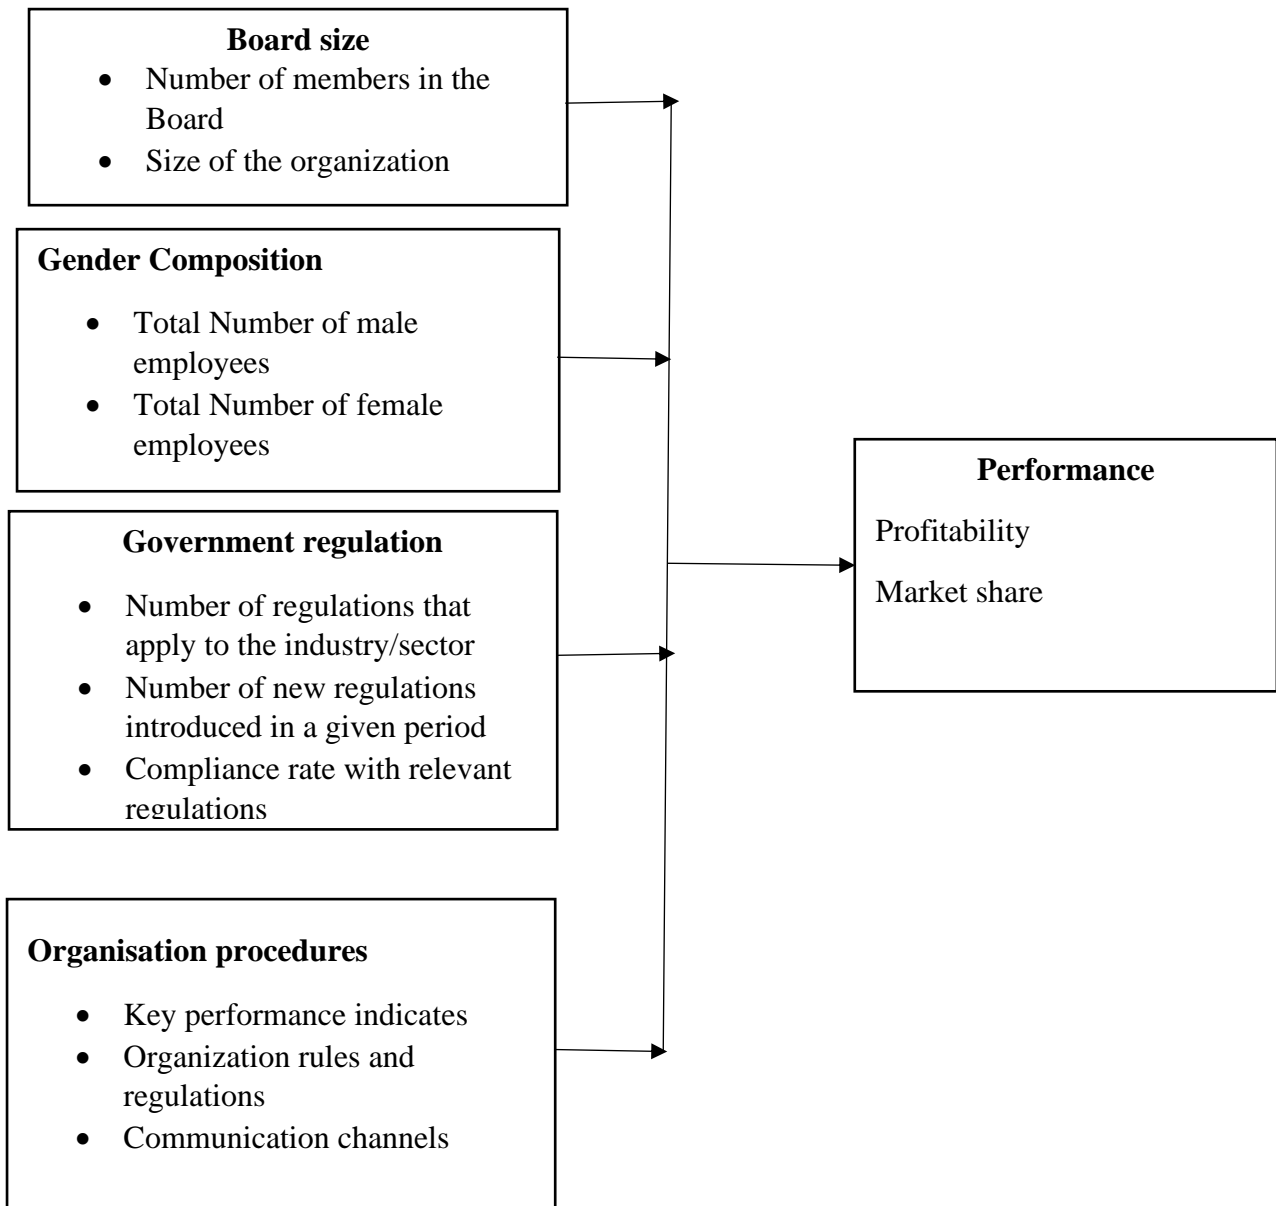 Board size
• Number of members in the
Board
• Size of the organization
Gender Composition
• Total Number of male
employees
• Total Number of female
employees
Government regulation
• Number of regulations that
apply to the industry/sector
• Number of new regulations
introduced in a given period
• Compliance rate with relevant
regulations
Organisation procedures
• Key performance indicates
• Organization rules and
regulations
• Communication channels
Performance
Profitability
Market share